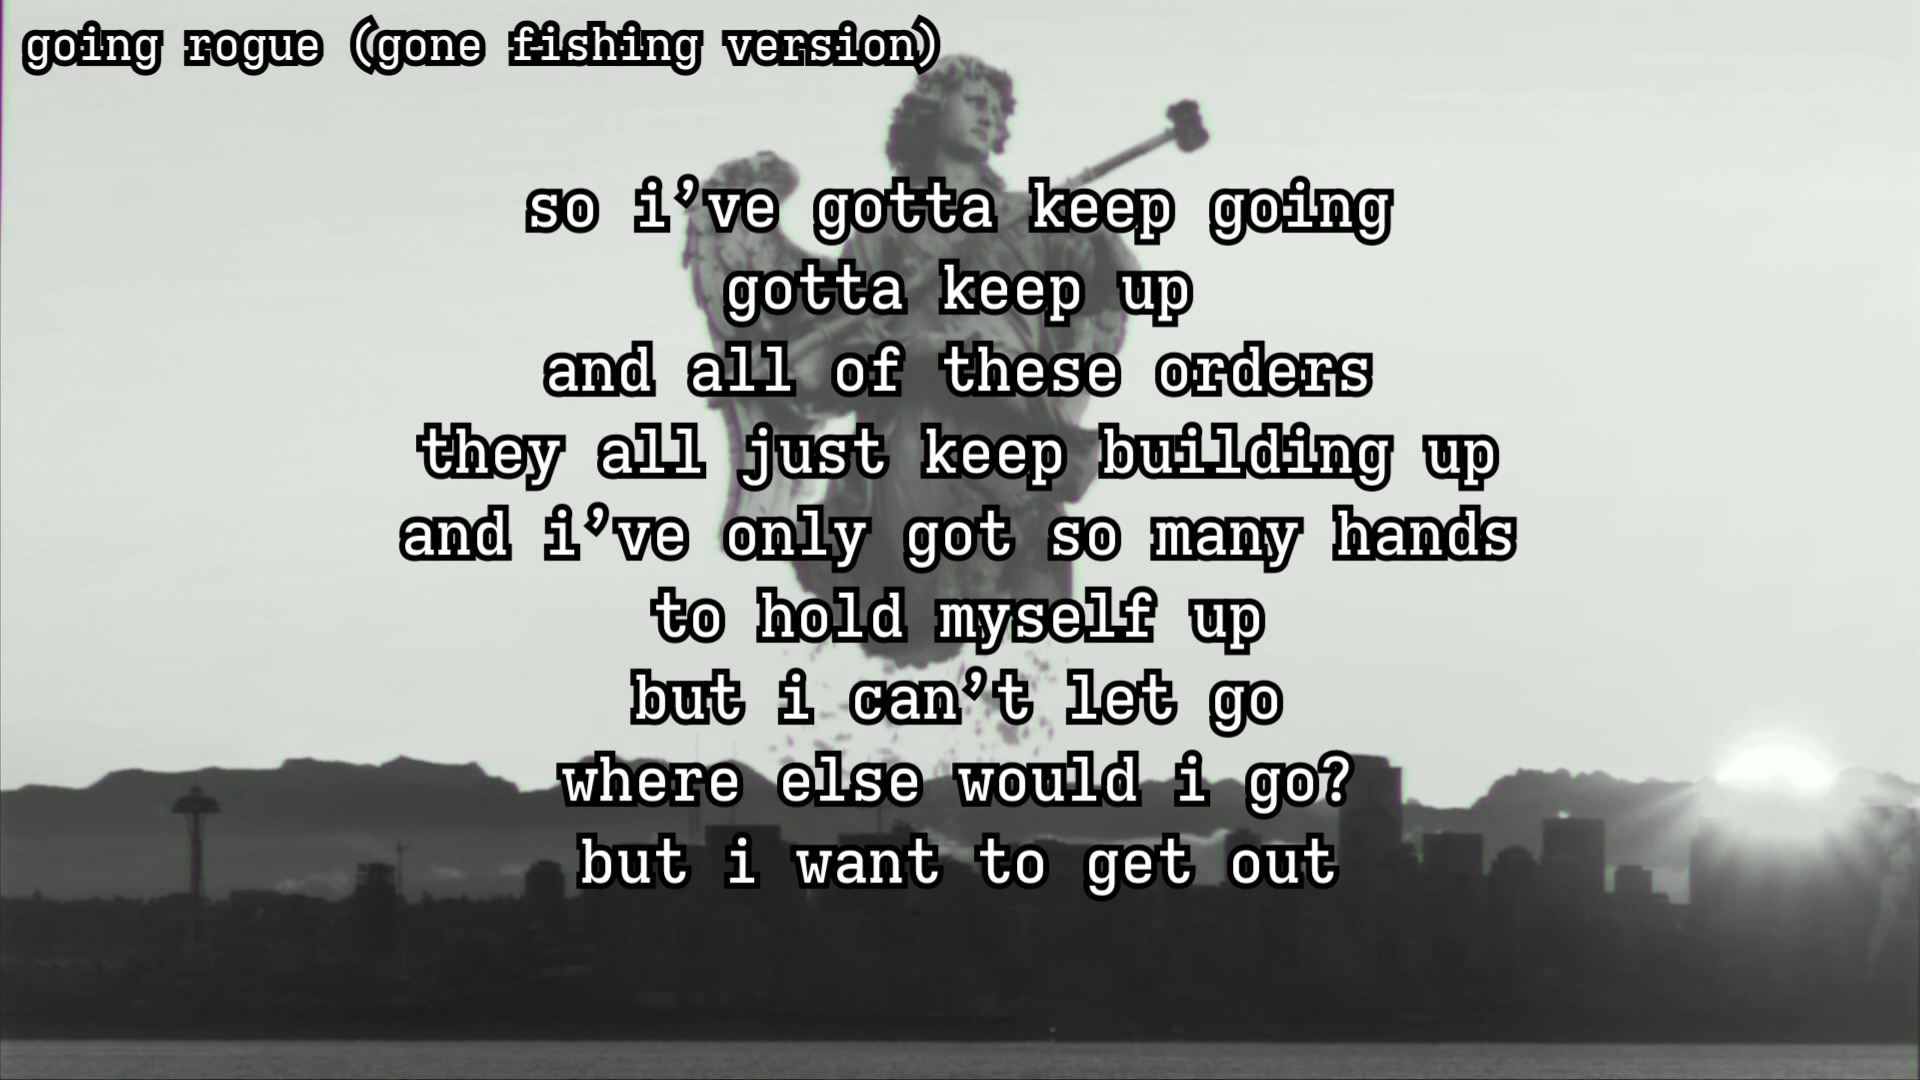 going rogue (gone fishing version)
so i’ve gotta keep going
gotta keep up
and all of these orders
they all just keep building up
and i’ve only got so many hands
to hold myself up
but i can’t let go
where else would i go?
but i want to get out